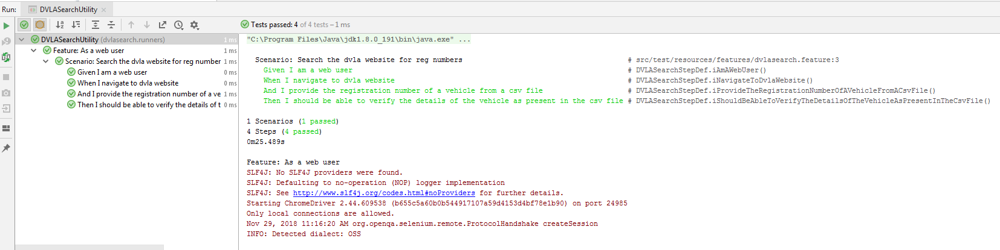 Run: DVLASearchUtility
Tests passed: 4 of 4 tests – 1 ms
DVLASearchUtility (dvlasearch.runners) 1 ms
Feature: As a web user 1 ms
Scenario: Search the dvla website for reg number 1 ms
Given I am a web user 0 ms
When I navigate to dvla website 0 ms
And I provide the registration number of a ve 1 ms
Then I should be able to verify the details of t 0 ms
"C:\Program Files\Java\jdk1.8.0_191\bin\java.exe" ...
Scenario: Search the dvla website for reg numbers # src/test/resources/features/dvlasearch.feature:3
Given I am a web user # DVLASearchStepDef.iAmAWebUser()
When I navigate to dvla website # DVLASearchStepDef.iNavigateToDvlaWebsite()
And I provide the registration number of a vehicle from a csv file # DVLASearchStepDef.iProvideTheRegistrationNumberOfAVehicleFromACsvFile()
Then I should be able to verify the details of the vehicle as present in the csv file # DVLASearchStepDef.iShouldBeAbleToVerifyTheDetailsOfTheVehicleAsPresentInTheCsvFile()
1 Scenarios (1 passed)
4 Steps (4 passed)
0m25.489s
Feature: As a web user
SLF4J: No SLF4J providers were found.
SLF4J: Defaulting to no-operation (NOP) logger implementation
SLF4J: See http://www.slf4j.org/codes.html#noProviders for further details.
Starting ChromeDriver 2.44.609538 (b655c5a60b0b544917107a59d4153d4bf78e1b90) on port 24985
Only local connections are allowed.
Nov 29, 2018 11:16:20 AM org.openqa.selenium.remote.ProtocolHandshake createSession
INFO: Detected dialect: OSS